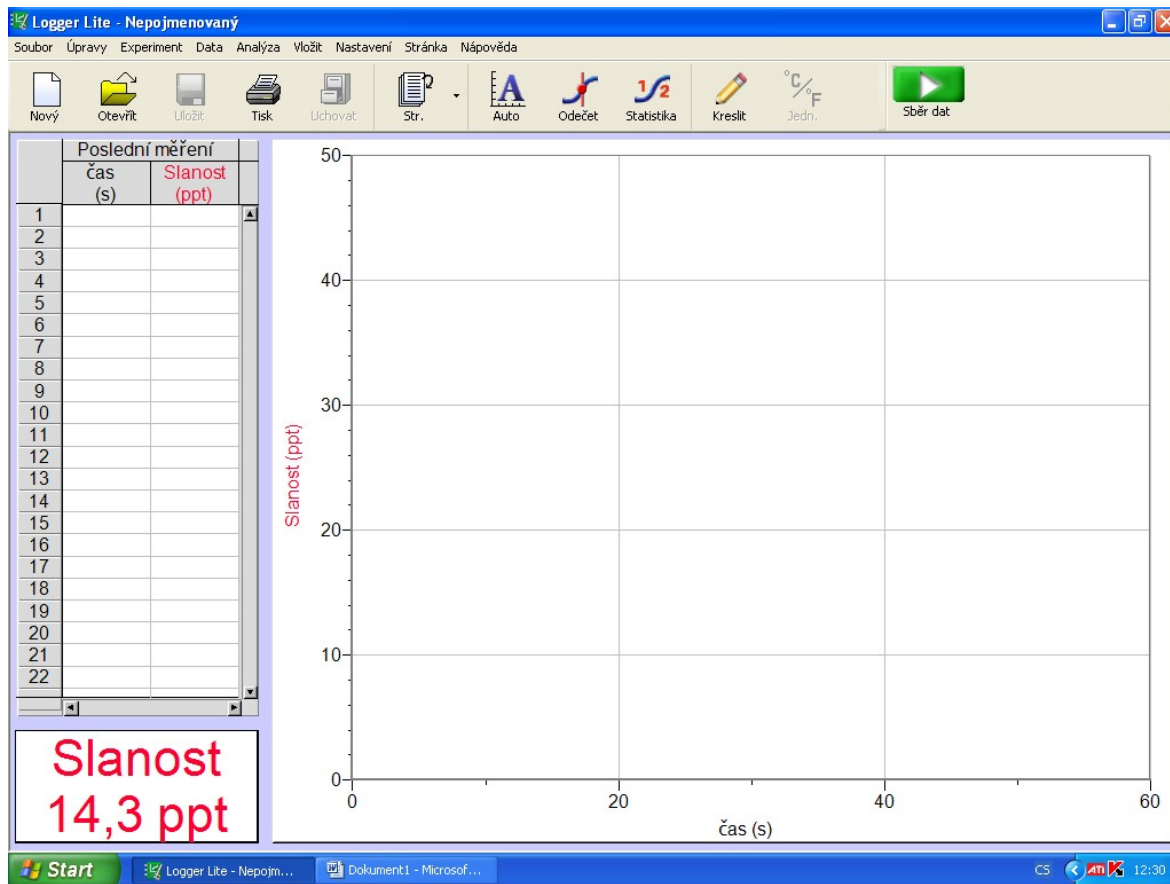 Logger Lite - Nepojmenovaný
Soubor Úpravy Experiment Data Analýza Vložit Nastavení Stránka Nápověda
Nový Otevřít Uložit Tisk Uchovat Str. Auto Odečet Statistika Kreslit Jedn. Sběr dat
A 1/2 °C/°F
Poslední měření
čas Slanost
(s) (ppt)
1
2
3
4
5
6
7
8
9
10
11
12
13
14
15
16
17
18
19
20
21
22
Slanost
14,3 ppt
50
40
30
20
10
0
Slanost (ppt)
0 20 40 60
čas (s)
Start Logger Lite - Nepojm... Dokument1 - Microsof... CS ATI K 12:30